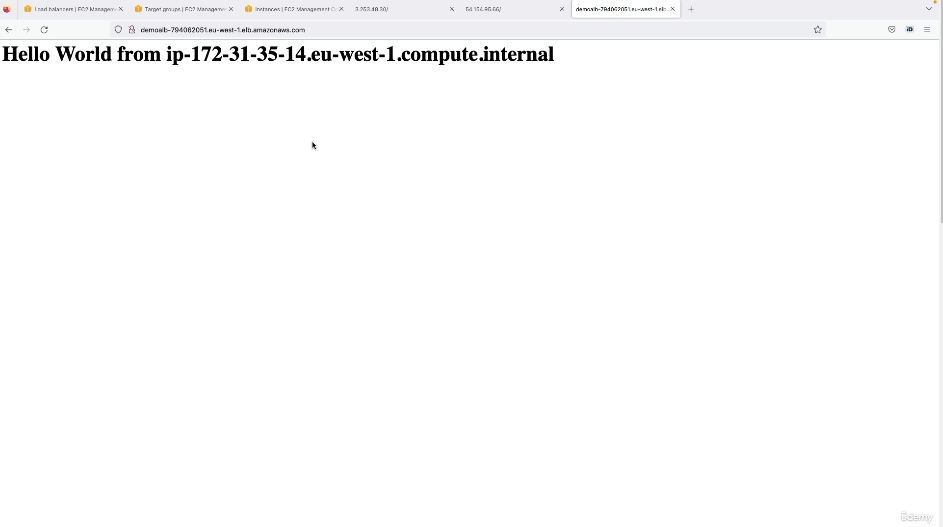 Load balancers | EC2 Manageme
Target groups | EC2 Manageme
Instances | EC2 Management Co
3.253.48.30/
54.154.95.66/
demoalb-794062051.eu-west-1.elb.
demoalb-794062051.eu-west-1.elb.amazonaws.com
iD
Hello World from ip-172-31-35-14.eu-west-1.compute.internal